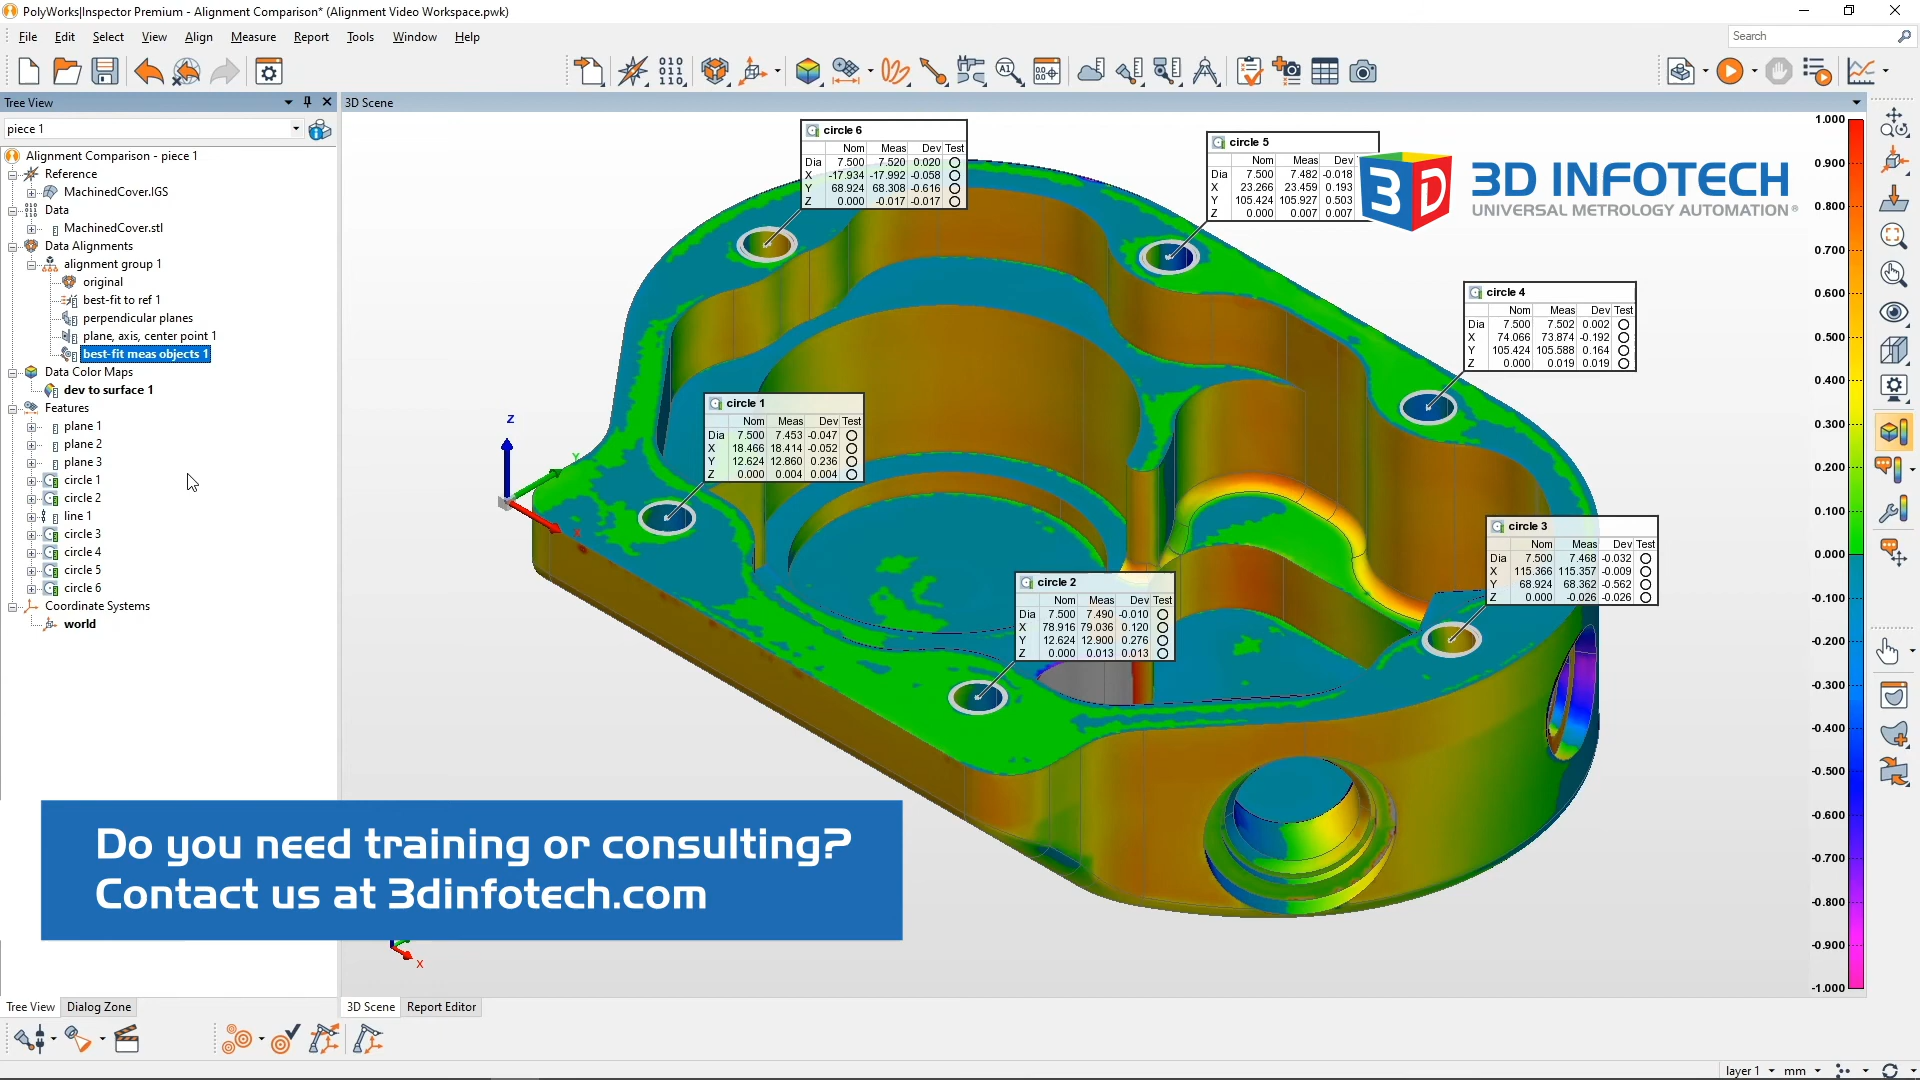 PolyWorks|Inspector Premium - Alignment Comparison* (Alignment Video Workspace.pwk)
File Edit Select View Align Measure Report Tools Window Help
Search
Tree View
3D Scene
piece 1
Alignment Comparison - piece 1
Reference
MachinedCover.IGS
Data
MachinedCover.stl
Data Alignments
alignment group 1
original
best-fit to ref 1
perpendicular planes
plane, axis, center point 1
best-fit meas objects 1
Data Color Maps
dev to surface 1
Features
plane 1
plane 2
plane 3
circle 1
circle 2
line 1
circle 3
circle 4
circle 5
circle 6
Coordinate Systems
world
circle 6
Nom Meas Dev Test
Dia 7.500 7.520 0.020
X -17.934 -17.992 -0.058
Y 68.924 68.308 -0.616
Z 0.000 -0.017 -0.017
circle 5
Nom Meas Dev
Dia 7.500 7.482 -0.018
X 23.266 23.459 0.193
Y 105.424 105.927 0.503
Z 0.000 0.007 0.007
3D
3D INFOTECH
UNIVERSAL METROLOGY AUTOMATION®
circle 4
Nom Meas Dev Test
Dia 7.500 7.502 0.002
X 74.066 73.874 -0.192
Y 105.424 105.588 0.164
Z 0.000 0.019 0.019
circle 1
Nom Meas Dev Test
Dia 7.500 7.453 -0.047
X 18.466 18.414 -0.052
Y 12.624 12.860 0.236
Z 0.000 0.004 0.004
circle 3
Nom Meas Dev Test
Dia 7.500 7.468 -0.032
X 115.366 115.357 -0.009
Y 68.924 68.362 -0.562
Z 0.000 -0.026 -0.026
circle 2
Nom Meas Dev Test
Dia 7.500 7.490 -0.010
X 78.916 79.036 0.120
Y 12.624 12.900 0.276
Z 0.000 0.013 0.013
Z
Y
X
1.000
0.900
0.800
0.700
0.600
0.500
0.400
0.300
0.200
0.100
0.000
-0.100
-0.200
-0.300
-0.400
-0.500
-0.600
-0.700
-0.800
-0.900
-1.000
Do you need training or consulting?
Contact us at 3dinfotech.com
X
Tree View Dialog Zone
3D Scene Report Editor
layer 1 mm